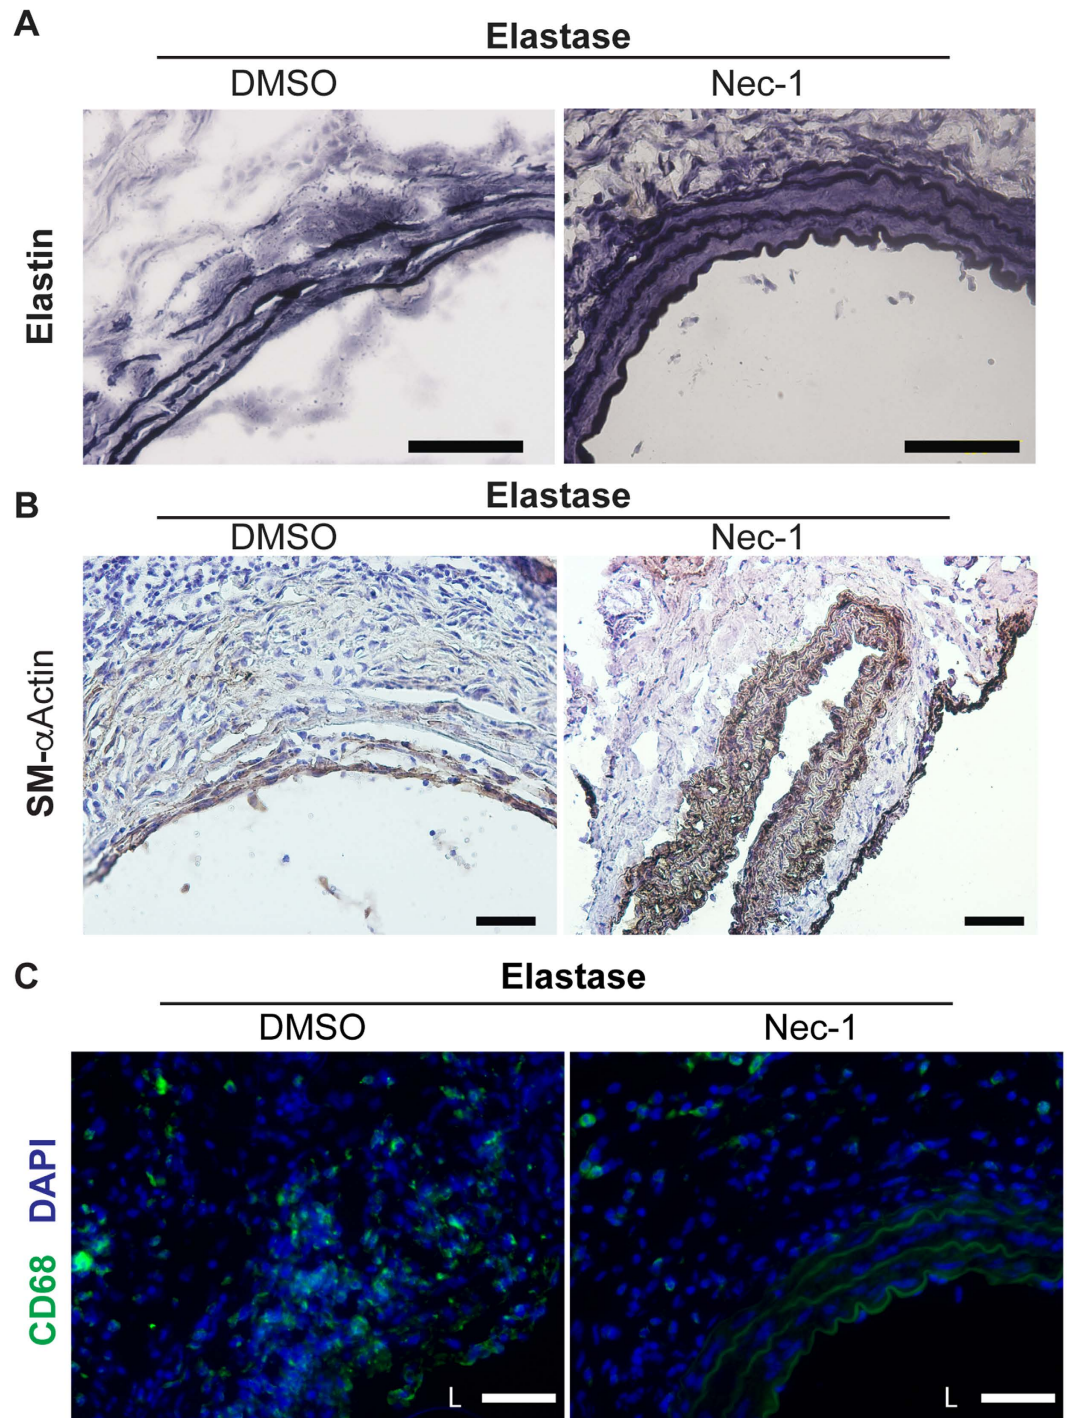 A
Elastase
DMSO Nec-1
Elastin
B
Elastase
DMSO Nec-1
SM-αActin
C
Elastase
DMSO Nec-1
CD68 DAPI
L L